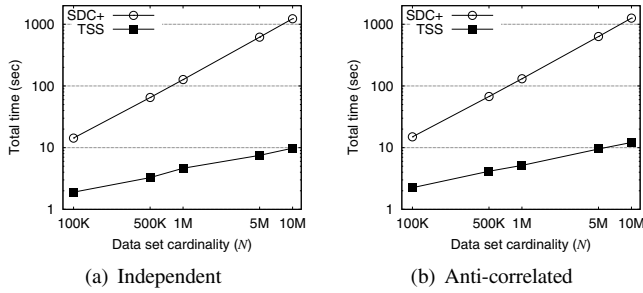 SDC+
TSS
1000
100
10
1
Total time (sec)
100K 500K 1M 5M 10M
Data set cardinality (N)
(a) Independent
SDC+
TSS
1000
100
10
1
Total time (sec)
100K 500K 1M 5M 10M
Data set cardinality (N)
(b) Anti-correlated